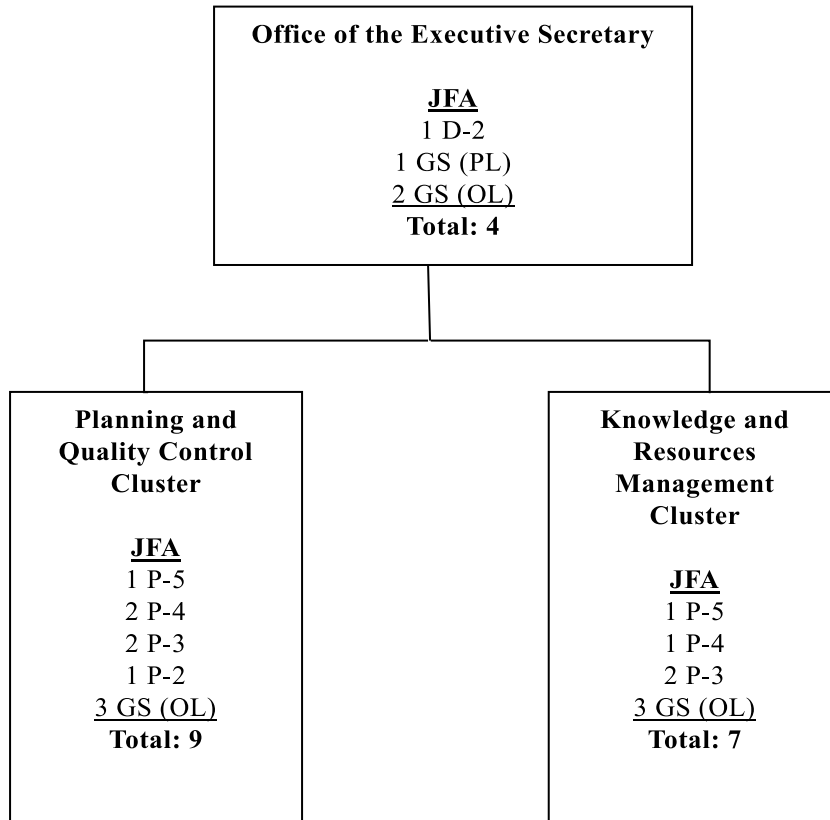 Office of the Executive Secretary
JFA
1 D-2
1 GS (PL)
2 GS (OL)
Total: 4
Planning and
Quality Control
Cluster
JFA
1 P-5
2 P-4
2 P-3
1 P-2
3 GS (OL)
Total: 9
Knowledge and
Resources
Management
Cluster
JFA
1 P-5
1 P-4
2 P-3
3 GS (OL)
Total: 7